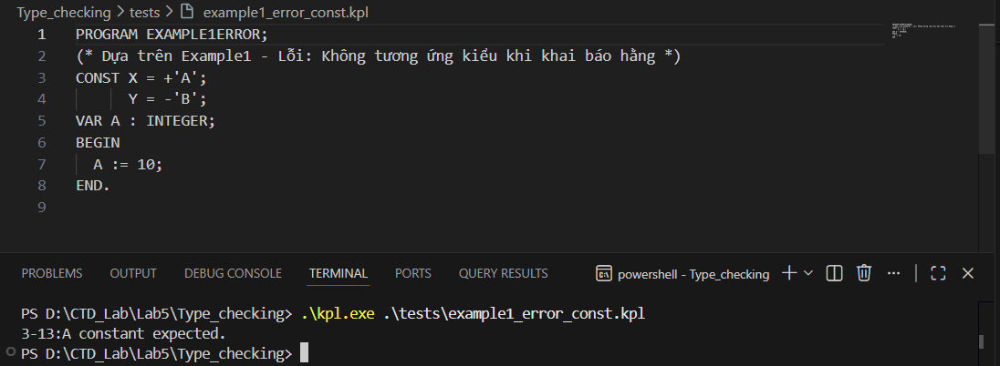 Type_checking > tests > example1_error_const.kpl
1 PROGRAM EXAMPLE1ERROR;
2 (* Dựa trên Example1 - Lỗi: Không tương ứng kiểu khi khai báo hằng *)
3 CONST X = +'A';
4 Y = -'B';
5 VAR A : INTEGER;
6 BEGIN
7 A := 10;
8 END.
9
PROBLEMS OUTPUT DEBUG CONSOLE TERMINAL PORTS QUERY RESULTS powershell - Type_checking
PS D:\CTD_Lab\Lab5\Type_checking> .\kpl.exe .\tests\example1_error_const.kpl
3-13:A constant expected.
PS D:\CTD_Lab\Lab5\Type_checking>